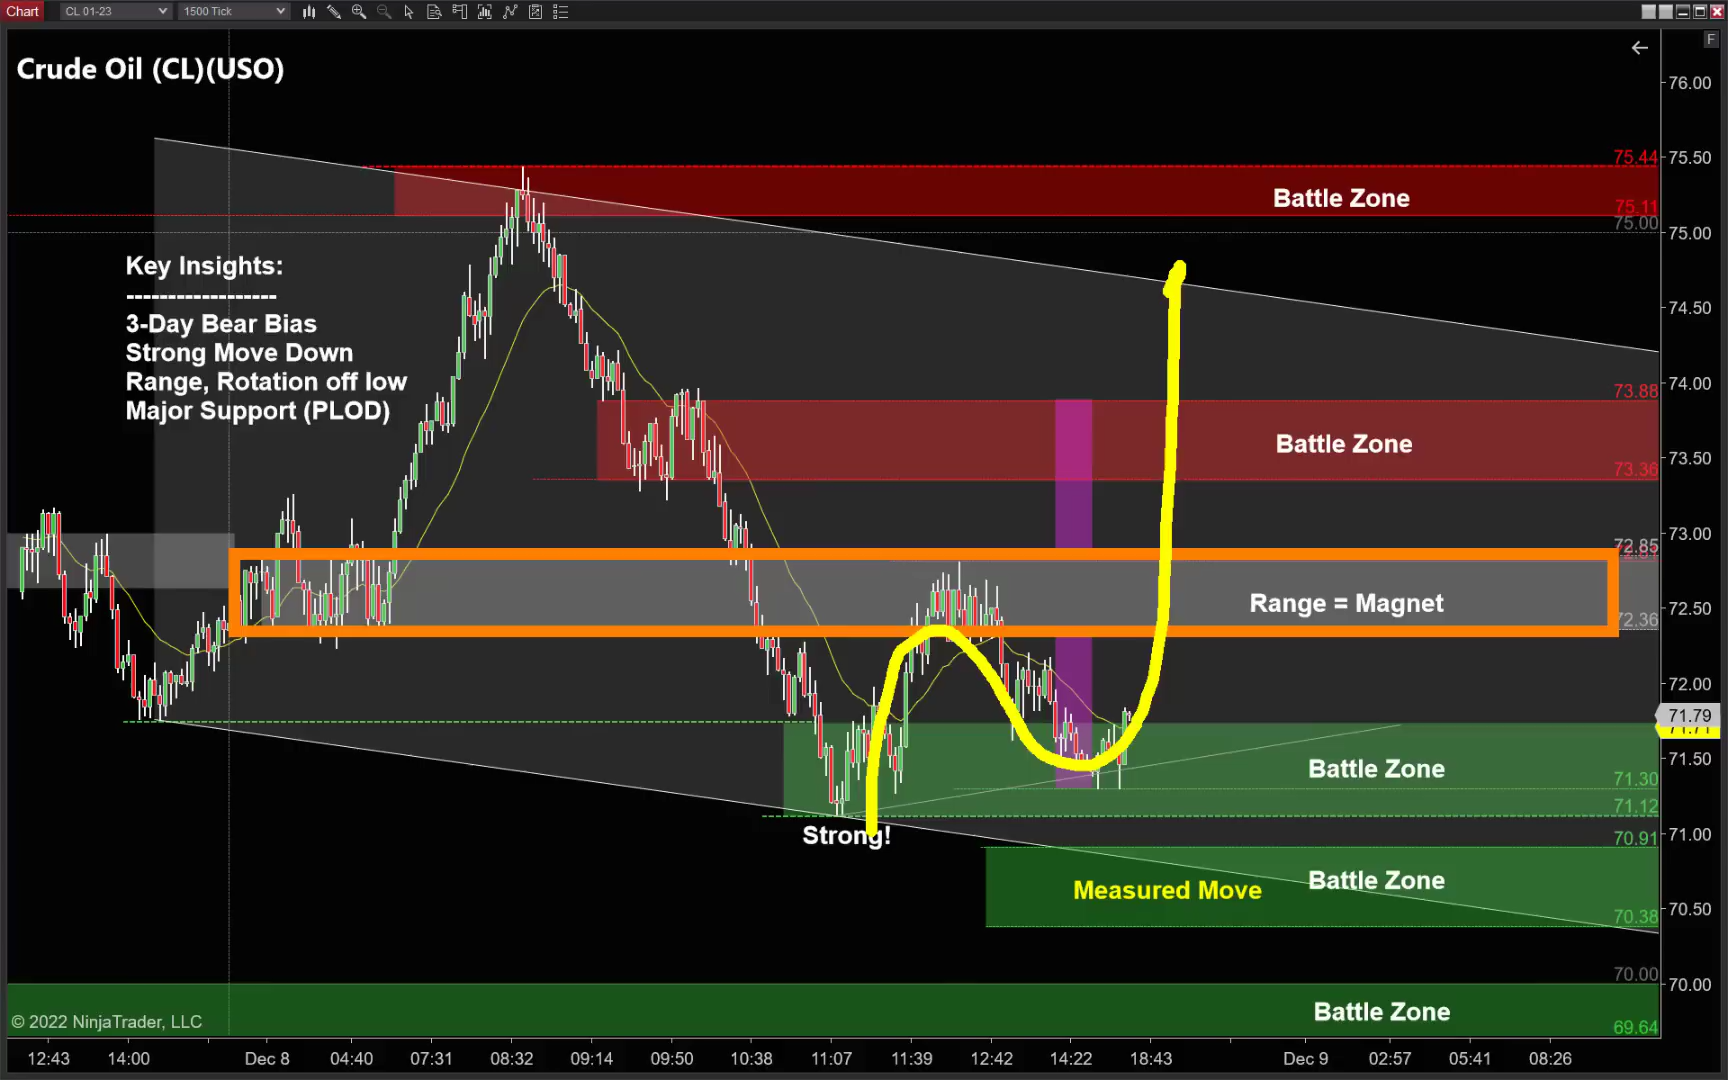 Chart CL 01-23 1500 Tick
F
Crude Oil (CL)(USO)
76.00
75.50
75.44
Battle Zone
75.11
75.00
75.00
Key Insights:
------------------
3-Day Bear Bias
Strong Move Down
Range, Rotation off low
Major Support (PLOD)
74.50
74.00
73.88
Battle Zone
73.50
73.36
73.00
72.85
Range = Magnet
72.50
72.36
72.00
71.79
71.71
71.50
Battle Zone
71.30
71.12
Strong!
71.00
70.91
Measured Move
Battle Zone
70.50
70.38
70.00
70.00
Battle Zone
© 2022 NinjaTrader, LLC
69.64
12:43 14:00 Dec 8 04:40 07:31 08:32 09:14 09:50 10:38 11:07 11:39 12:42 14:22 18:43 Dec 9 02:57 05:41 08:26